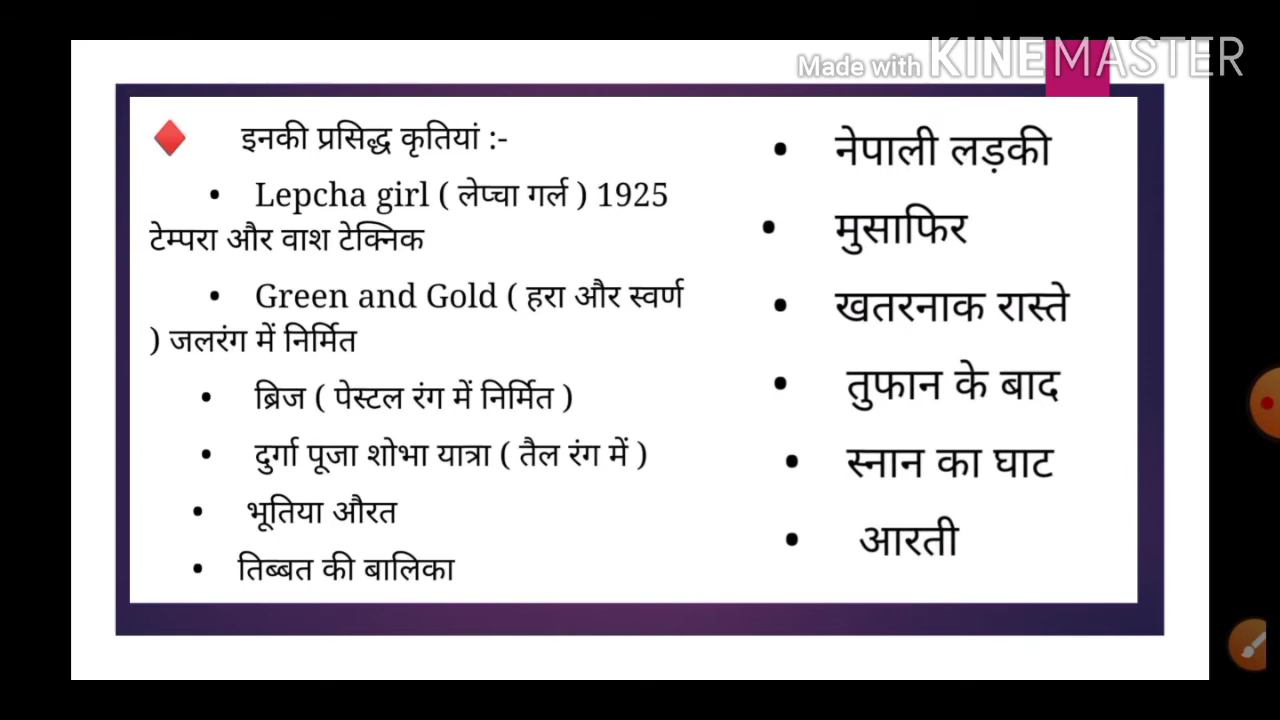 Made with KINEMASTER
♦ इनकी प्रसिद्ध कृतियां :-
• Lepcha girl ( लेप्चा गर्ल ) 1925
टेम्परा और वाश टेक्निक
• Green and Gold ( हरा और स्वर्ण
) जलरंग में निर्मित
• ब्रिज ( पेस्टल रंग में निर्मित )
• दुर्गा पूजा शोभा यात्रा ( तैल रंग में )
• भूतिया औरत
• तिब्बत की बालिका
• नेपाली लड़की
• मुसाफिर
• खतरनाक रास्ते
• तुफान के बाद
• स्नान का घाट
• आरती